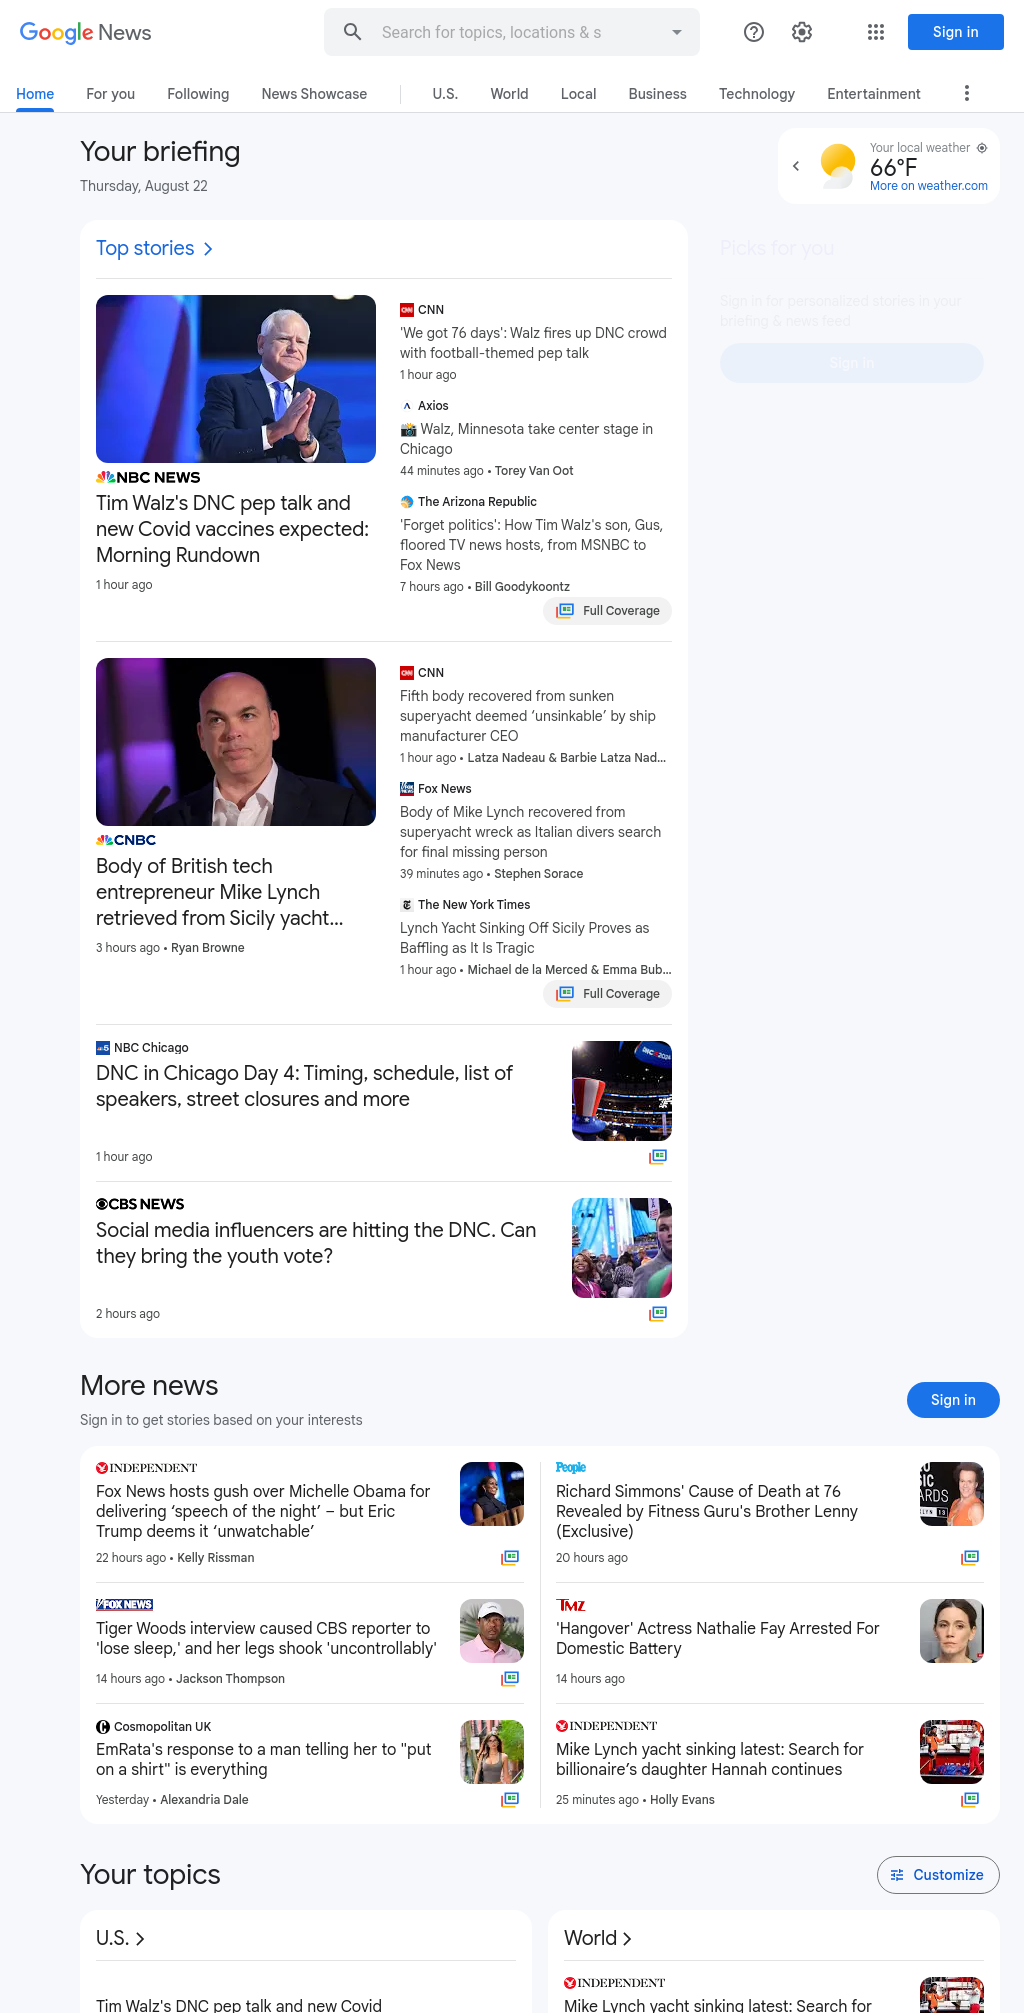 Google News
Search for topics, locations & s
Sign in
Home
For you
Following
News Showcase
U.S.
World
Local
Business
Technology
Entertainment
Your briefing
Thursday, August 22
Your local weather
66°F
More on weather.com
Top stories
Picks for you
Sign in for personalized stories in your
briefing & news feed
Sign in
NBC NEWS
Tim Walz's DNC pep talk and
new Covid vaccines expected:
Morning Rundown
1 hour ago
CNN
'We got 76 days': Walz fires up DNC crowd
with football-themed pep talk
1 hour ago
Axios
📸 Walz, Minnesota take center stage in
Chicago
44 minutes ago • Torey Van Oot
The Arizona Republic
'Forget politics': How Tim Walz's son, Gus,
floored TV news hosts, from MSNBC to
Fox News
7 hours ago • Bill Goodykoontz
Full Coverage
CNBC
Body of British tech
entrepreneur Mike Lynch
retrieved from Sicily yacht...
3 hours ago • Ryan Browne
CNN
Fifth body recovered from sunken
superyacht deemed ‘unsinkable’ by ship
manufacturer CEO
1 hour ago • Latza Nadeau & Barbie Latza Nad...
Fox News
Body of Mike Lynch recovered from
superyacht wreck as Italian divers search
for final missing person
39 minutes ago • Stephen Sorace
The New York Times
Lynch Yacht Sinking Off Sicily Proves as
Baffling as It Is Tragic
1 hour ago • Michael de la Merced & Emma Bub...
Full Coverage
NBC Chicago
DNC in Chicago Day 4: Timing, schedule, list of
speakers, street closures and more
1 hour ago
CBS NEWS
Social media influencers are hitting the DNC. Can
they bring the youth vote?
2 hours ago
More news
Sign in to get stories based on your interests
Sign in
INDEPENDENT
Fox News hosts gush over Michelle Obama for
delivering ‘speech of the night’ – but Eric
Trump deems it ‘unwatchable’
22 hours ago • Kelly Rissman
People
Richard Simmons' Cause of Death at 76
Revealed by Fitness Guru's Brother Lenny
(Exclusive)
20 hours ago
FOX NEWS
Tiger Woods interview caused CBS reporter to
'lose sleep,' and her legs shook 'uncontrollably'
14 hours ago • Jackson Thompson
TMZ
'Hangover' Actress Nathalie Fay Arrested For
Domestic Battery
14 hours ago
Cosmopolitan UK
EmRata's response to a man telling her to "put
on a shirt" is everything
Yesterday • Alexandria Dale
INDEPENDENT
Mike Lynch yacht sinking latest: Search for
billionaire’s daughter Hannah continues
25 minutes ago • Holly Evans
Your topics
Customize
U.S.
Tim Walz's DNC pep talk and new Covid
World
INDEPENDENT
Mike Lynch yacht sinking latest: Search for